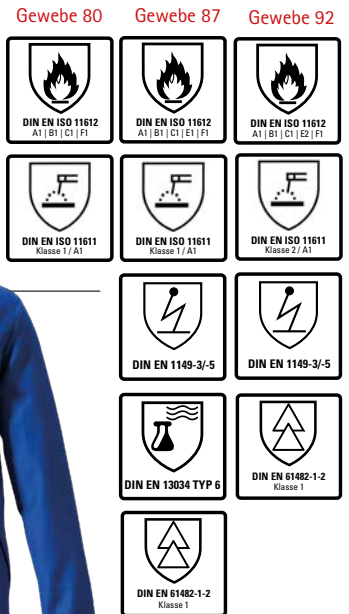 Gewebe 80 Gewebe 87 Gewebe 92
DIN EN ISO 11612 DIN EN ISO 11612 DIN EN ISO 11612
A1 | B1 | C1 | F1 A1 | B1 | C1 | E1 | F1 A1 | B1 | C1 | E2 | F1
DIN EN ISO 11611 DIN EN ISO 11611 DIN EN ISO 11611
Klasse 1 / A1 Klasse 1 / A1 Klasse 2 / A1
DIN EN 1149-3/-5 DIN EN 1149-3/-5
DIN EN 13034 TYP 6 DIN EN 61482-1-2
Klasse 1
DIN EN 61482-1-2
Klasse 1